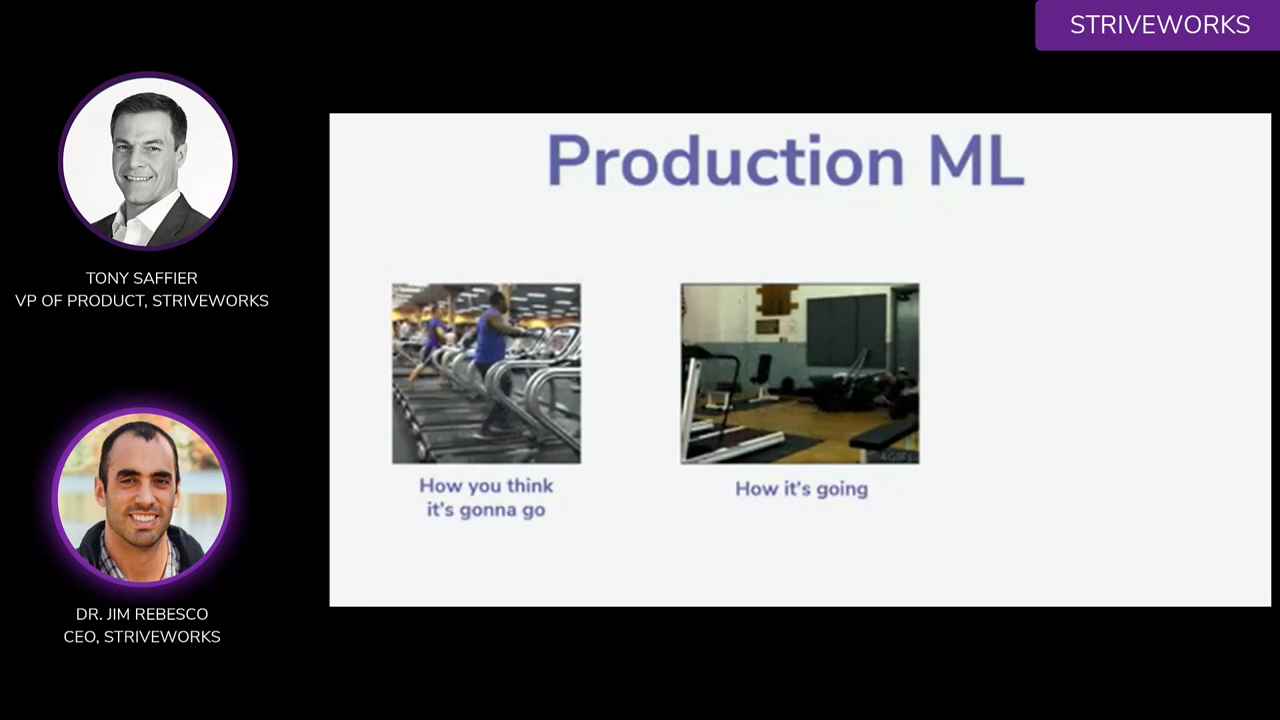 STRIVEWORKS
TONY SAFFIER
VP OF PRODUCT, STRIVEWORKS
DR. JIM REBESCO
CEO, STRIVEWORKS
Production ML
How you think
it's gonna go
How it's going
4GIFs